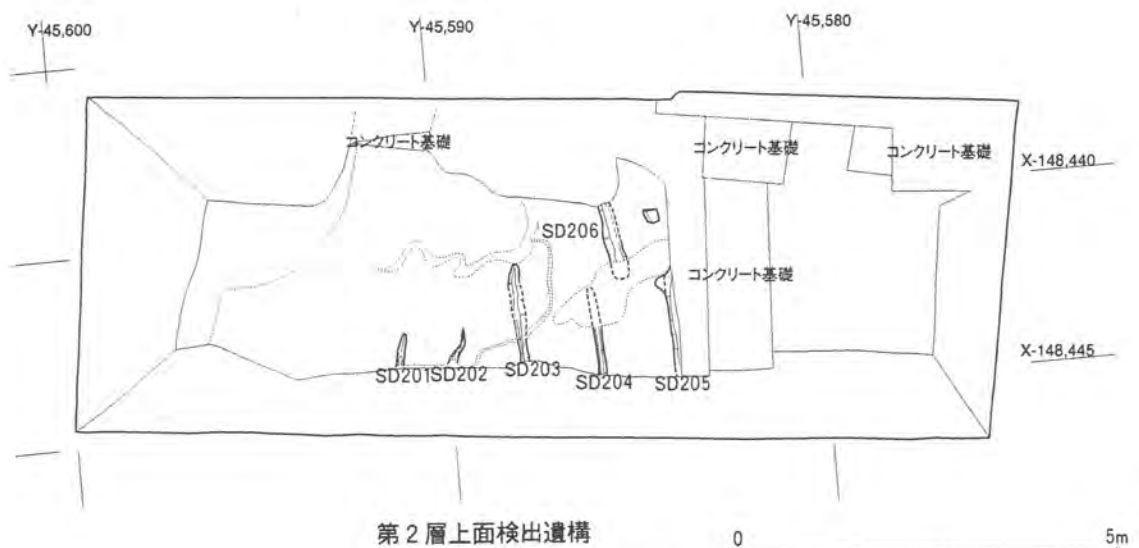 Y-45,600
Y-45,590
Y-45,580
コンクリート基礎
コンクリート基礎
コンクリート基礎
X-148,440
SD206
コンクリート基礎
X-148,445
SD201
SD202
SD203
SD204
SD205
第2層上面検出遺構
0
5m